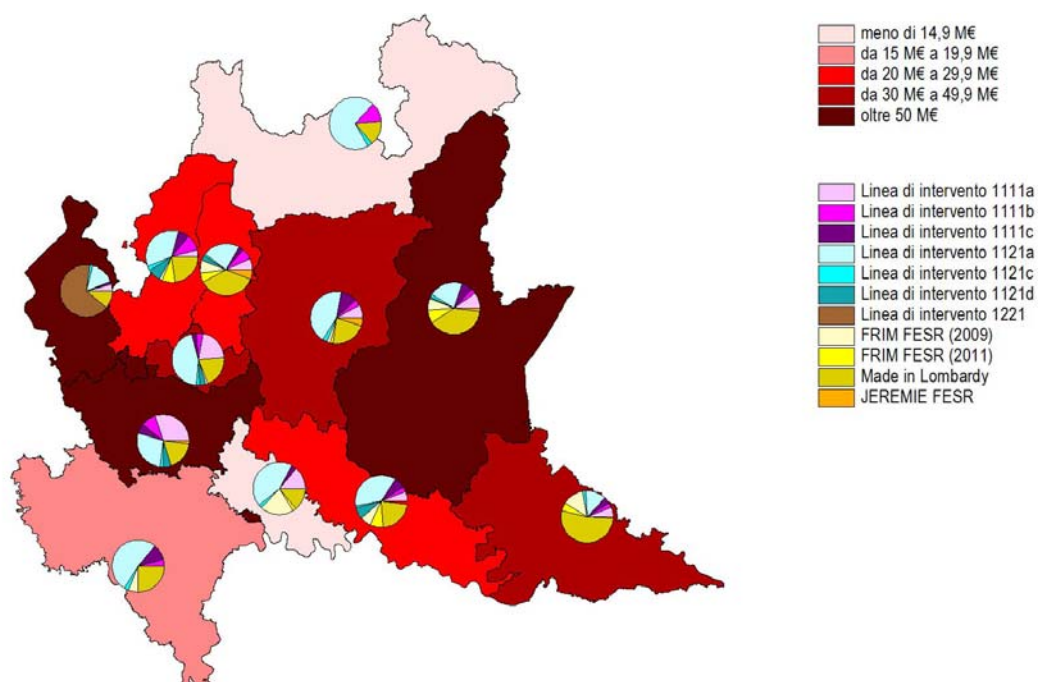 meno di 14,9 M€
da 15 M€ a 19,9 M€
da 20 M€ a 29,9 M€
da 30 M€ a 49,9 M€
oltre 50 M€
Linea di intervento 1111a
Linea di intervento 1111b
Linea di intervento 1111c
Linea di intervento 1121a
Linea di intervento 1121c
Linea di intervento 1121d
Linea di intervento 1221
FRIM FESR (2009)
FRIM FESR (2011)
Made in Lombardy
JEREMIE FESR